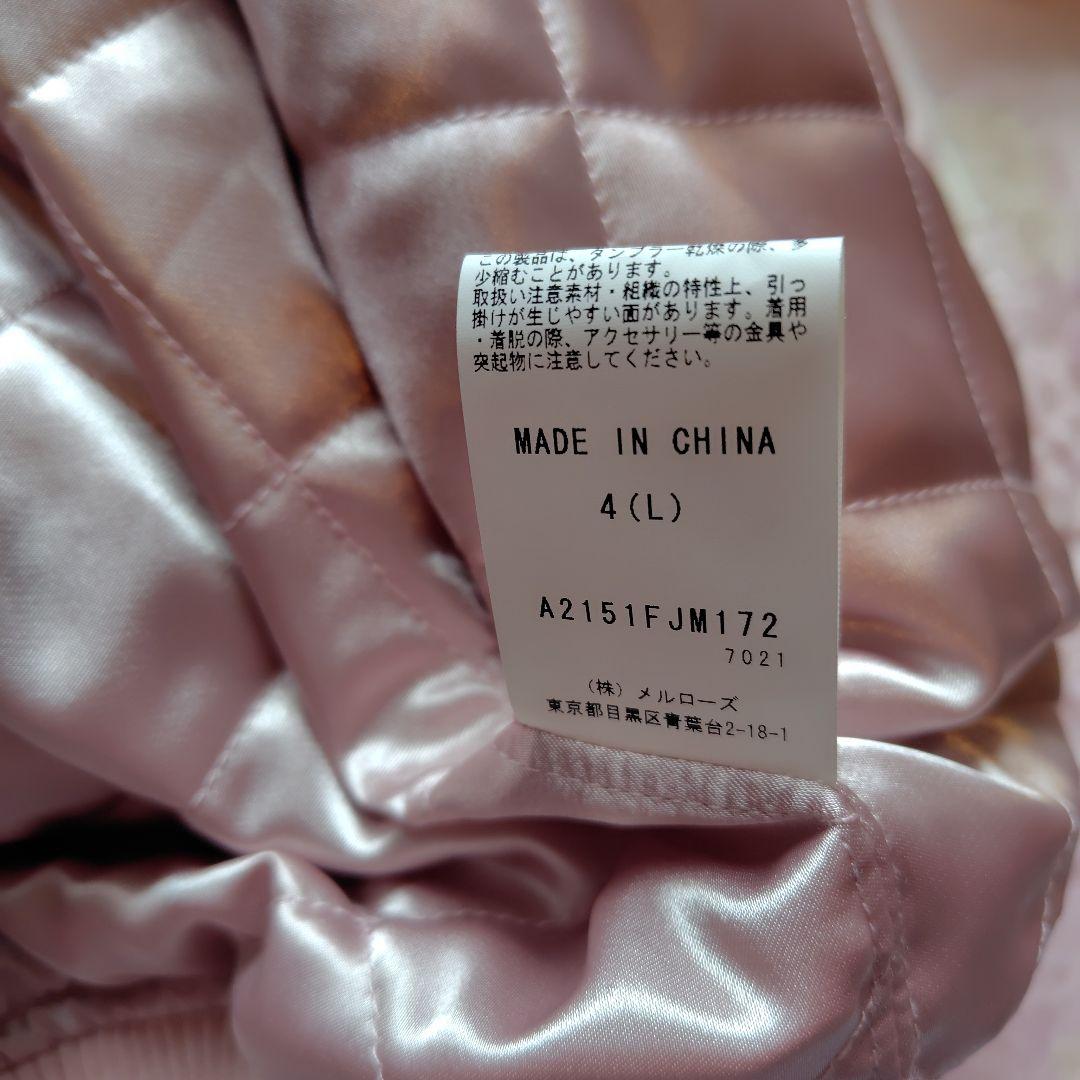 この製品は、タンブラー乾燥の際、多
少縮むことがあります。
取扱い注意素材・組織の特性上、引っ
掛けが生じやすい面があります。着用
・着脱の際、アクセサリー等の金具や
突起物に注意してください。
MADE IN CHINA
4(L)
A2151FJM172
7021
(株)メルローズ
東京都目黒区青葉台2-18-1